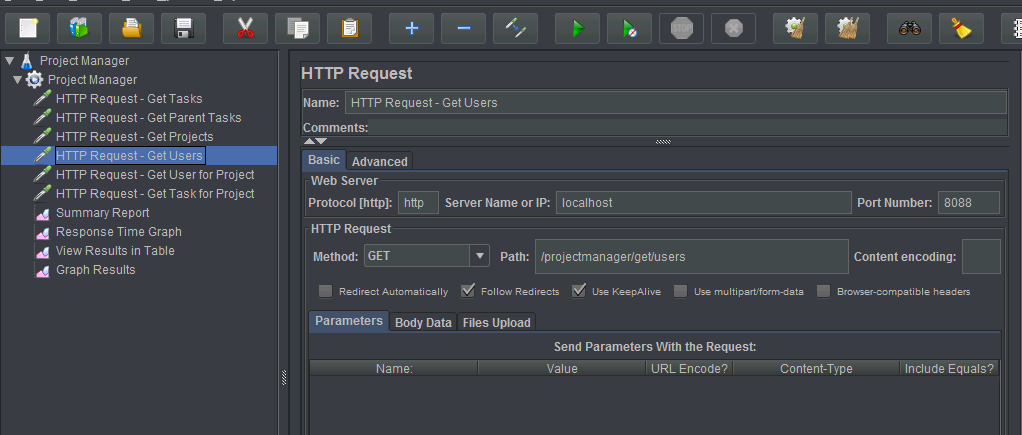 Project Manager
Project Manager
HTTP Request - Get Tasks
HTTP Request - Get Parent Tasks
HTTP Request - Get Projects
HTTP Request - Get Users
HTTP Request - Get User for Project
HTTP Request - Get Task for Project
Summary Report
Response Time Graph
View Results in Table
Graph Results
HTTP Request
Name: HTTP Request - Get Users
Comments:
Basic Advanced
Web Server
Protocol [http]: http Server Name or IP: localhost Port Number: 8088
HTTP Request
Method: GET Path: /projectmanager/get/users Content encoding:
Redirect Automatically Follow Redirects Use KeepAlive Use multipart/form-data Browser-compatible headers
Parameters Body Data Files Upload
Send Parameters With the Request:
Name: Value URL Encode? Content-Type Include Equals?